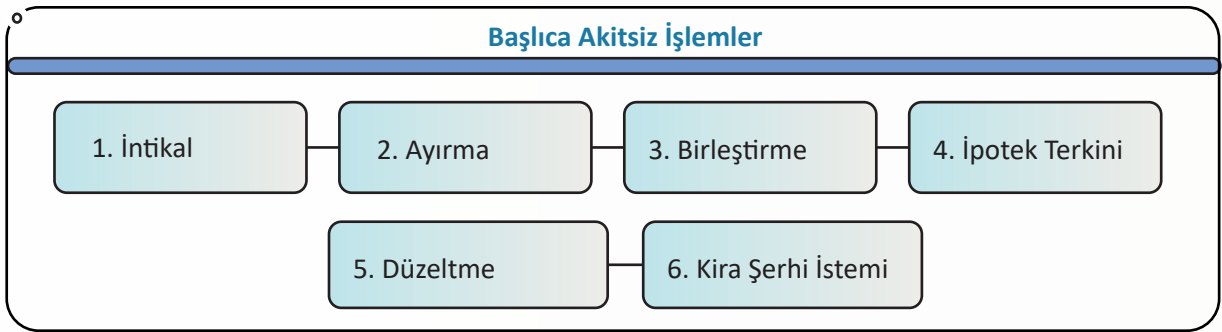 Başlıca Akitsiz İşlemler
1. İntikal
2. Ayırma
3. Birleştirme
4. İpotek Terkini
5. Düzeltme
6. Kira Şerhi İstemi